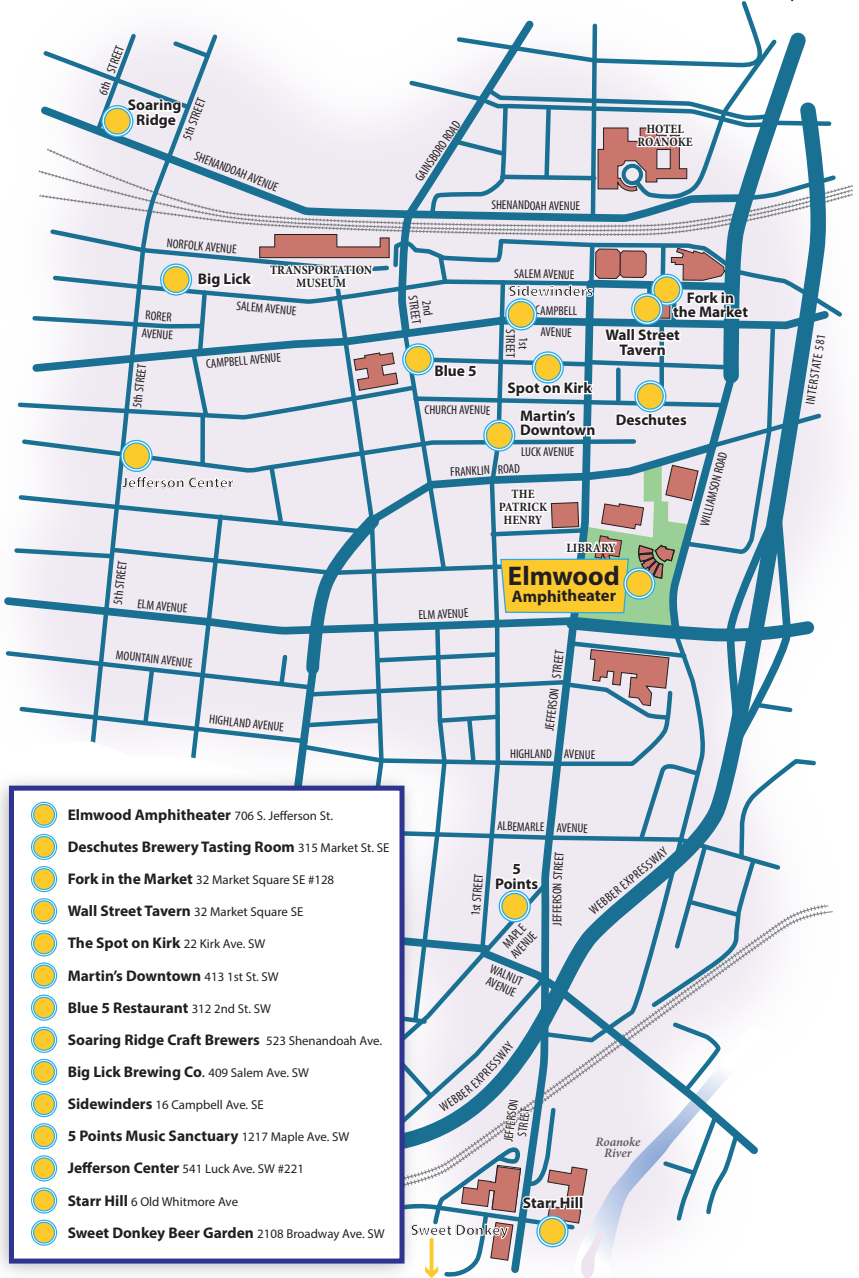 6th STREET
Soaring
Ridge
5th STREET
SHENANDOAH AVENUE
GAINSBORO ROAD
HOTEL
ROANOKE
SHENANDOAH AVENUE
NORFOLK AVENUE
TRANSPORTATION
MUSEUM
Big Lick
SALEM AVENUE
2nd
STREET
SALEM AVENUE
Sidewinders
CAMPBELL
AVENUE
Fork in
the Market
RORER
AVENUE
1st
STREET
Wall Street
Tavern
CAMPBELL AVENUE
Blue 5
Spot on Kirk
5th STREET
INTERSTATE 581
CHURCH AVENUE
Martin's
Downtown
Deschutes
LUCK AVENUE
Jefferson Center
FRANKLIN ROAD
WILLIAMSON ROAD
THE
PATRICK
HENRY
LIBRARY
Elmwood
Amphitheater
5th STREET
ELM AVENUE
ELM AVENUE
MOUNTAIN AVENUE
JEFFERSON STREET
HIGHLAND AVENUE
HIGHLAND AVENUE
ALBEMARLE AVENUE
5
Points
1st STREET
JEFFERSON STREET
WEBBER EXPRESSWAY
MAPLE
AVENUE
WALNUT
AVENUE
WEBBER EXPRESSWAY
JEFFERSON
STREET
Roanoke
River
Starr Hill
Sweet Donkey
Elmwood Amphitheater 706 S. Jefferson St.
Deschutes Brewery Tasting Room 315 Market St. SE
Fork in the Market 32 Market Square SE #128
Wall Street Tavern 32 Market Square SE
The Spot on Kirk 22 Kirk Ave. SW
Martin's Downtown 413 1st St. SW
Blue 5 Restaurant 312 2nd St. SW
Soaring Ridge Craft Brewers 523 Shenandoah Ave.
Big Lick Brewing Co. 409 Salem Ave. SW
Sidewinders 16 Campbell Ave. SE
5 Points Music Sanctuary 1217 Maple Ave. SW
Jefferson Center 541 Luck Ave. SW #221
Starr Hill 6 Old Whitmore Ave
Sweet Donkey Beer Garden 2108 Broadway Ave. SW